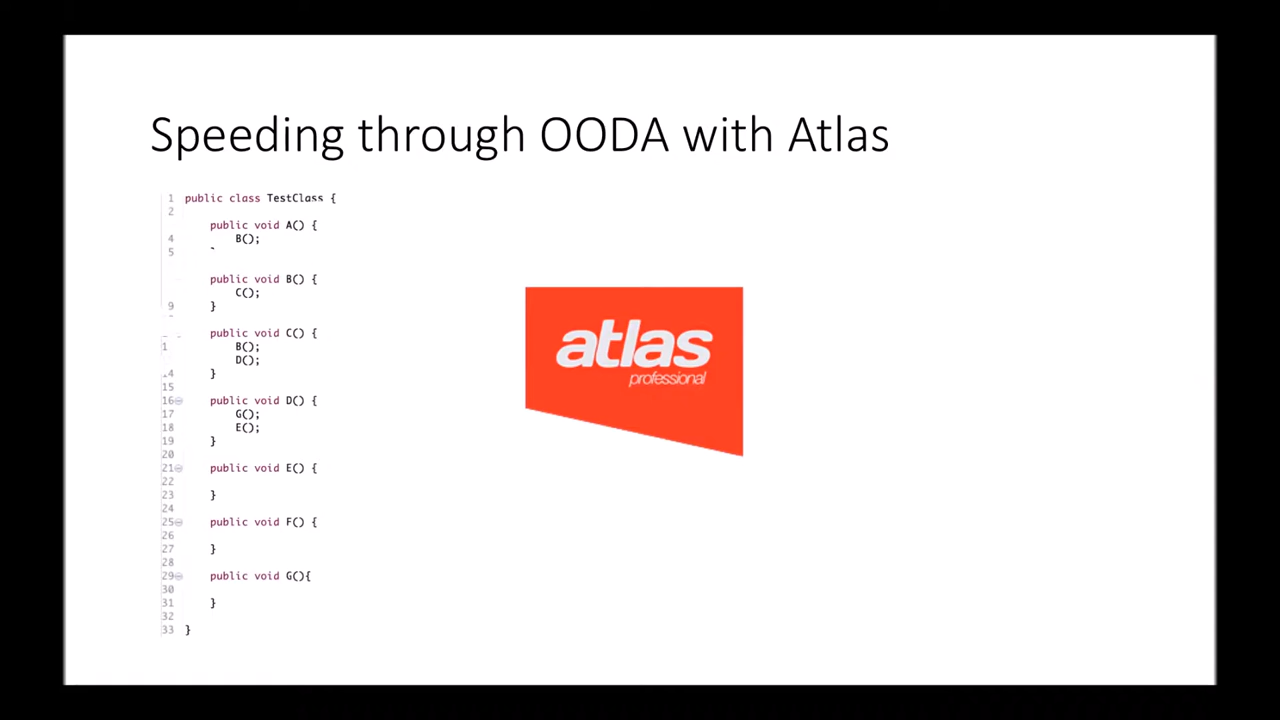 Speeding through OODA with Atlas
1 public class TestClass {
2
public void A() {
4 B();
5
public void B() {
C();
9 }
public void C() {
1 B();
D();
14 }
15
16 public void D() {
17 G();
18 E();
19 }
20
21 public void E() {
22
23 }
24
25 public void F() {
26
27 }
28
29 public void G(){
30
31 }
32
33 }
atlas
professional